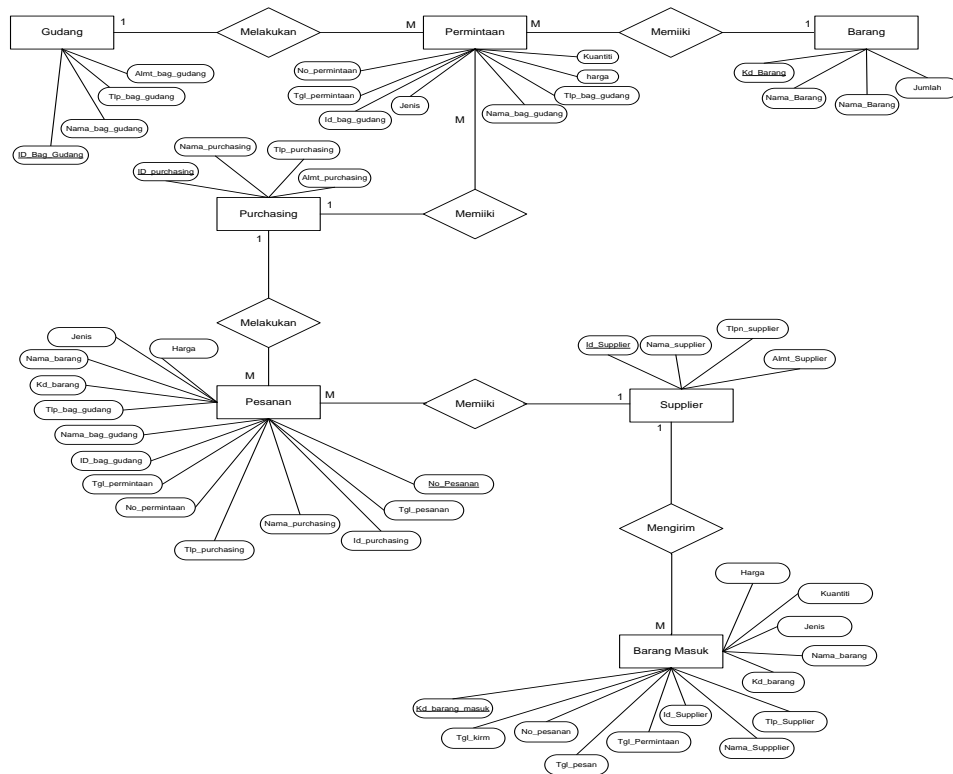 1
M
M
1
Gudang
Melakukan
Permintaan
Memiiki
Barang
Almt_bag_gudang
Tlp_bag_gudang
Nama_bag_gudang
ID_Bag_Gudang
No_permintaan
Tgl_permintaan
Id_bag_gudang
Jenis
Kuantiti
harga
Tlp_bag_gudang
Nama_bag_gudang
Kd_Barang
Nama_Barang
Nama_Barang
Jumlah
M
Nama_purchasing
Tlp_purchasing
ID_purchasing
Almt_purchasing
Purchasing
1
Memiiki
1
Melakukan
Jenis
Harga
Nama_barang
Kd_barang
Tlp_bag_gudang
Nama_bag_gudang
ID_bag_gudang
Tgl_permintaan
No_permintaan
Tlp_purchasing
Nama_purchasing
Id_purchasing
Tgl_pesanan
No_Pesanan
M
Pesanan
M
Memiiki
1
Supplier
Id_Supplier
Nama_supplier
Tlpn_supplier
Almt_Supplier
1
Mengirim
M
Barang Masuk
Harga
Kuantiti
Jenis
Nama_barang
Kd_barang
Kd_barang_masuk
Tgl_kirm
No_pesanan
Tgl_pesan
Tgl_Permintaan
Id_Supplier
Nama_Suppplier
Tlp_Supplier